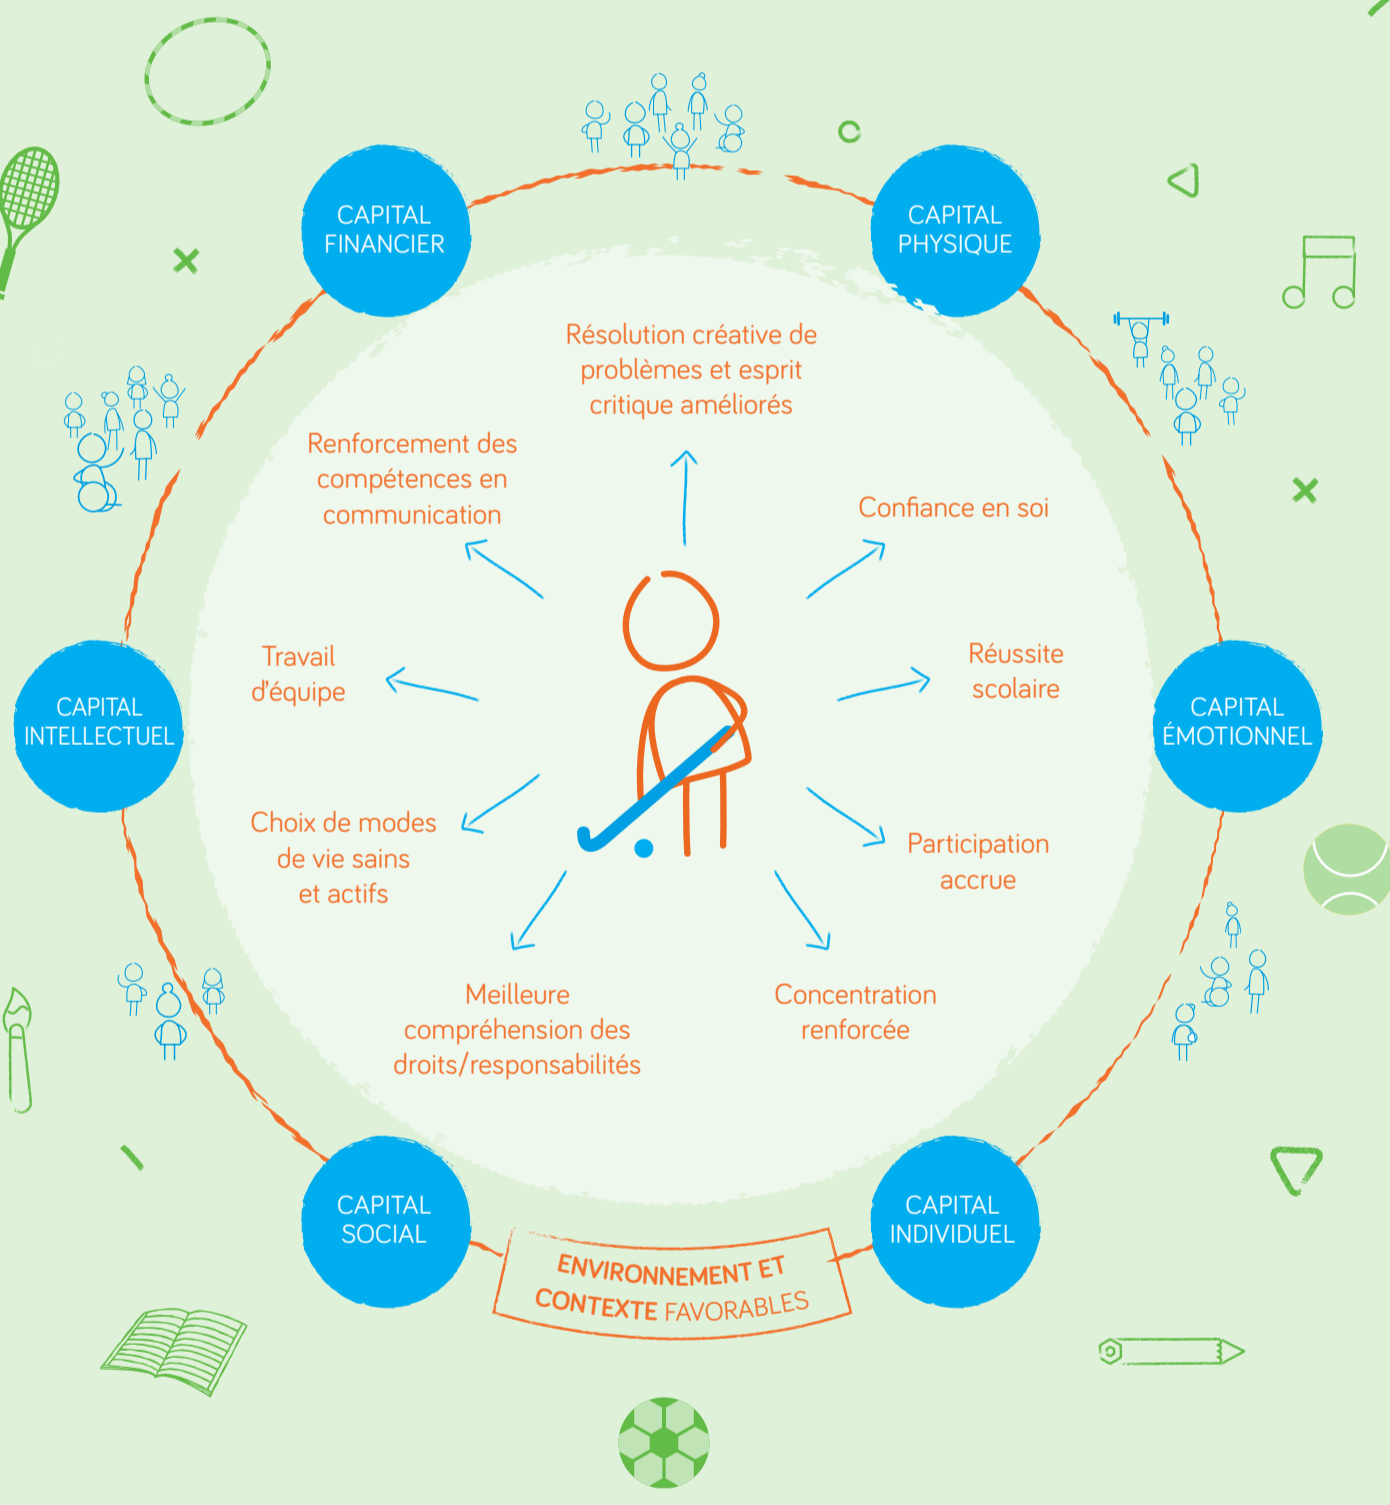 CAPITAL
FINANCIER
CAPITAL
PHYSIQUE
Résolution créative de
problèmes et esprit
critique améliorés
Renforcement des
compétences en
communication
Confiance en soi
Travail
d'équipe
Réussite
scolaire
CAPITAL
INTELLECTUEL
CAPITAL
ÉMOTIONNEL
Choix de modes
de vie sains
et actifs
Participation
accrue
Meilleure
compréhension des
droits/responsabilités
Concentration
renforcée
CAPITAL
SOCIAL
CAPITAL
INDIVIDUEL
ENVIRONNEMENT ET
CONTEXTE FAVORABLES